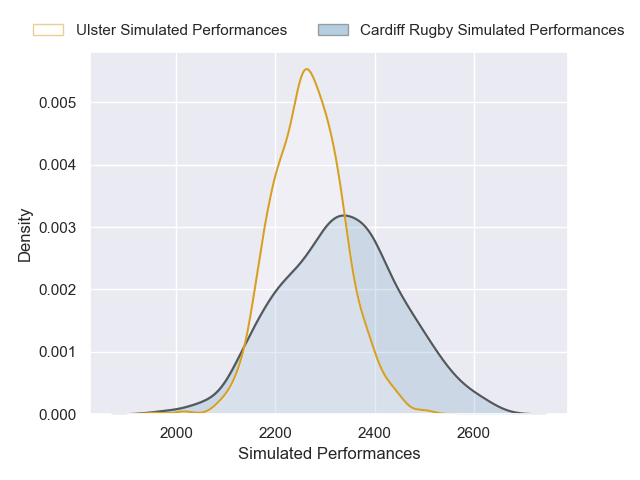 Ulster Simulated Performances
Cardiff Rugby Simulated Performances
0.005
0.004
0.003
0.002
0.001
0.000
Density
2000
2200
2400
2600
Simulated Performances